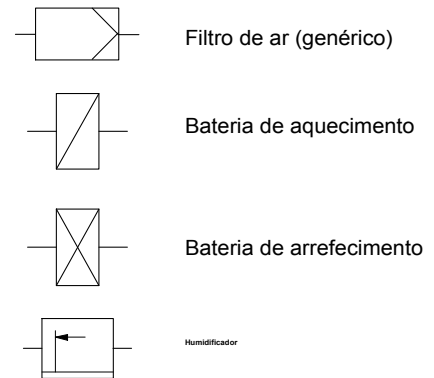 Filtro de ar (genérico)
Bateria de aquecimento
Bateria de arrefecimento
Humidificador